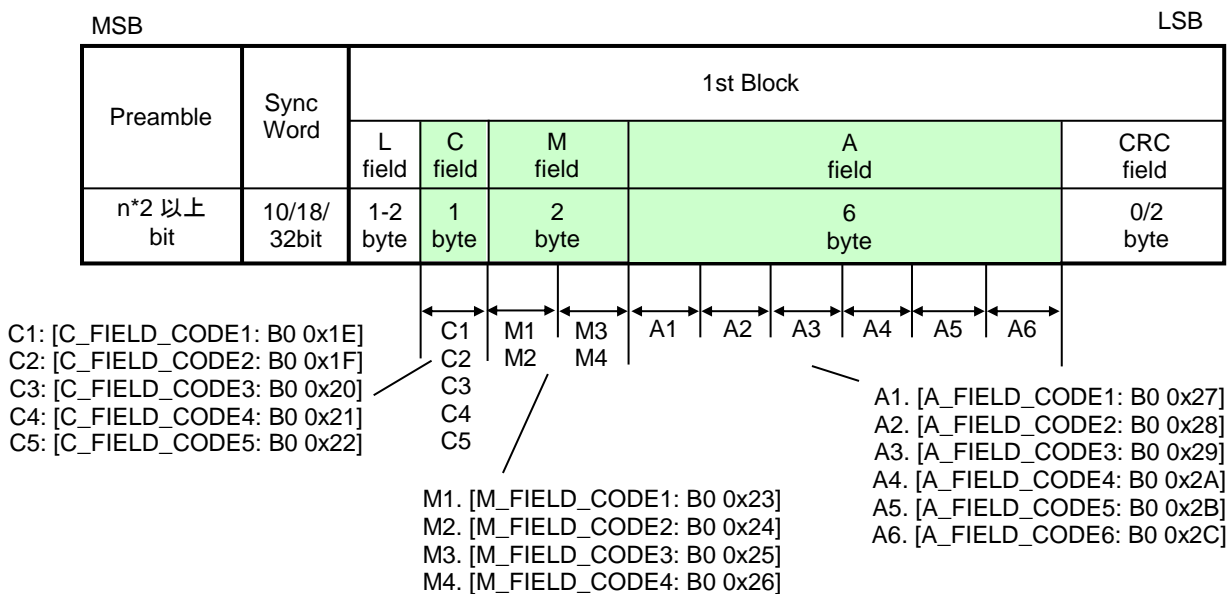 MSB
LSB
Preamble
Sync
Word
1st Block
L
field
C
field
M
field
A
field
CRC
field
n*2 以上
bit
10/18/
32bit
1-2
byte
1
byte
2
byte
6
byte
0/2
byte
C1: [C_FIELD_CODE1: B0 0x1E]
C2: [C_FIELD_CODE2: B0 0x1F]
C3: [C_FIELD_CODE3: B0 0x20]
C4: [C_FIELD_CODE4: B0 0x21]
C5: [C_FIELD_CODE5: B0 0x22]
C1
C2
C3
C4
C5
M1
M2
M3
M4
A1
A2
A3
A4
A5
A6
M1. [M_FIELD_CODE1: B0 0x23]
M2. [M_FIELD_CODE2: B0 0x24]
M3. [M_FIELD_CODE3: B0 0x25]
M4. [M_FIELD_CODE4: B0 0x26]
A1. [A_FIELD_CODE1: B0 0x27]
A2. [A_FIELD_CODE2: B0 0x28]
A3. [A_FIELD_CODE3: B0 0x29]
A4. [A_FIELD_CODE4: B0 0x2A]
A5. [A_FIELD_CODE5: B0 0x2B]
A6. [A_FIELD_CODE6: B0 0x2C]